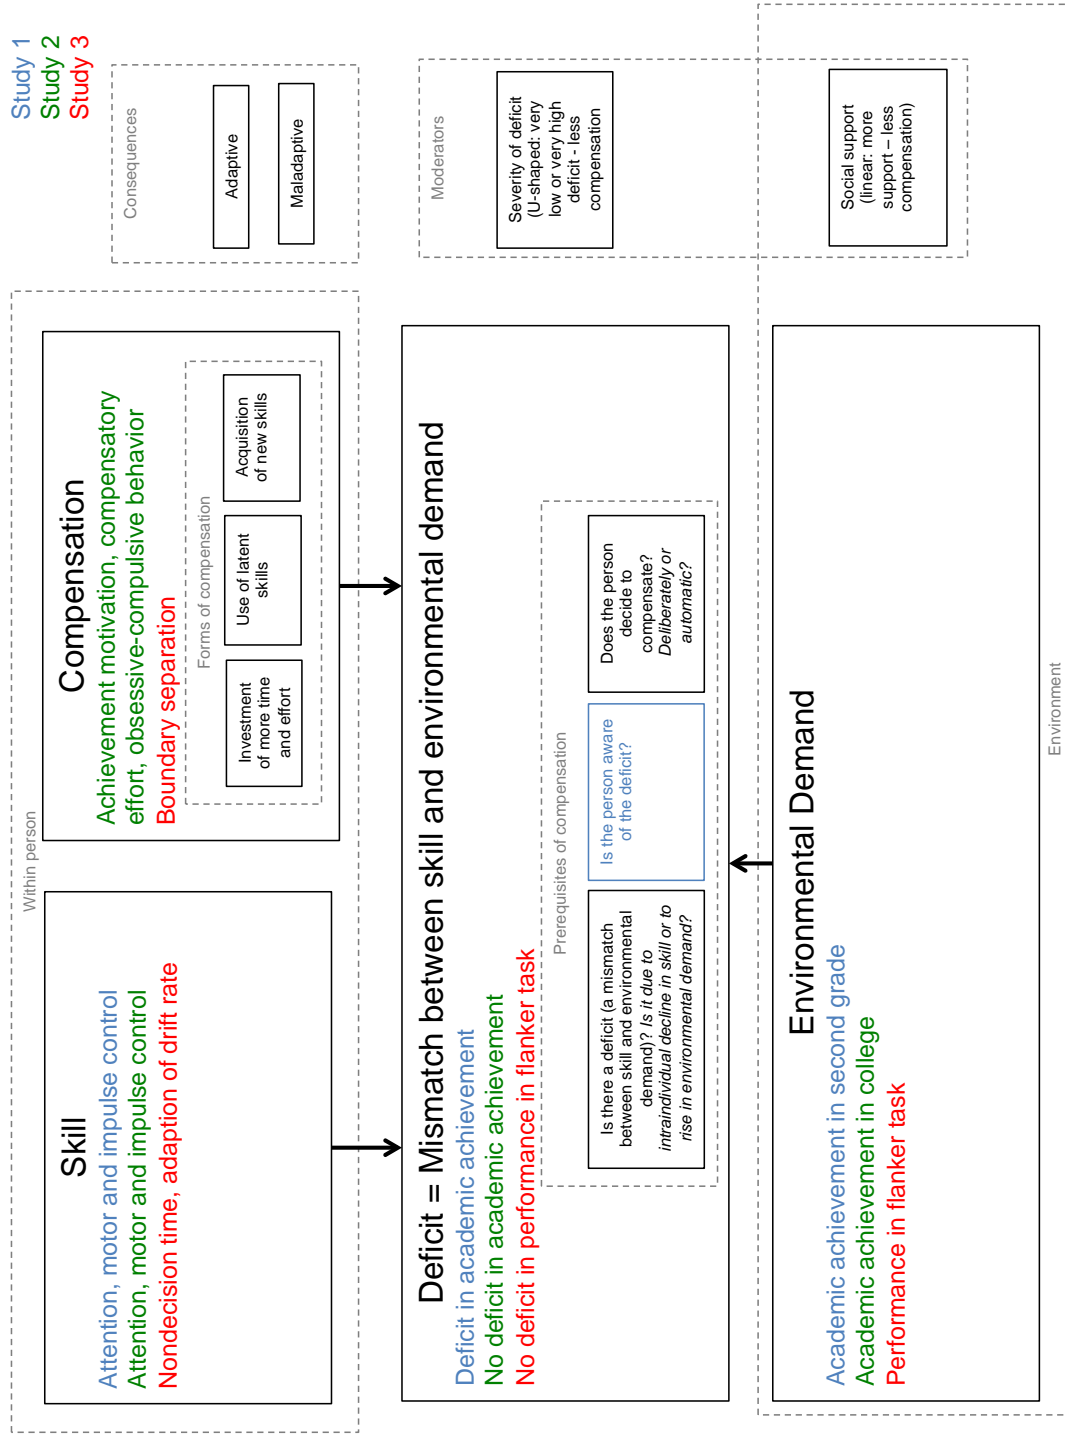 Study 1
Study 2
Study 3
Within person
Skill
Attention, motor and impulse control
Attention, motor and impulse control
Nondecision time, adaption of drift rate
Compensation
Achievement motivation, compensatory
effort, obsessive-compulsive behavior
Boundary separation
Forms of compensation
Investment
of more time
and effort
Use of latent
skills
Acquisition
of new skills
Consequences
Adaptive
Maladaptive
Deficit = Mismatch between skill and environmental demand
Deficit in academic achievement
No deficit in academic achievement
No deficit in performance in flanker task
Prerequisites of compensation
Is there a deficit (a mismatch
between skill and environmental
demand)? Is it due to
intraindividual decline in skill or to
rise in environmental demand?
Is the person aware
of the deficit?
Does the person
decide to
compensate?
Deliberately or
automatic?
Moderators
Severity of deficit
(U-shaped: very
low or very high
deficit - less
compensation
Social support
(linear: more
support – less
compensation)
Environmental Demand
Academic achievement in second grade
Academic achievement in college
Performance in flanker task
Environment